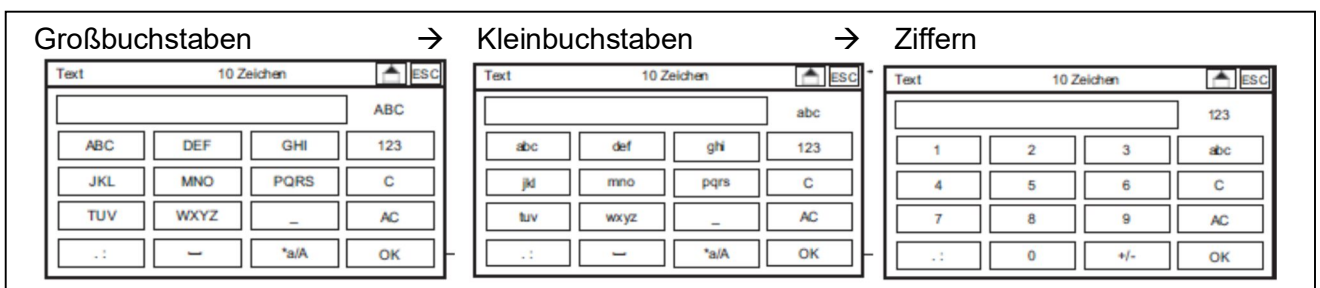 Großbuchstaben → Kleinbuchstaben → Ziffern
Text 10 Zeichen ESC
ABC
ABC DEF GHI 123
JKL MNO PQRS C
TUV WXYZ _ AC
. : ⎵ *a/A OK
Text 10 Zeichen ESC
abc
abc def ghi 123
jkl mno pqrs C
tuv wxyz _ AC
. : ⎵ *a/A OK
Text 10 Zeichen ESC
123
1 2 3 abc
4 5 6 C
7 8 9 AC
. : 0 +/- OK